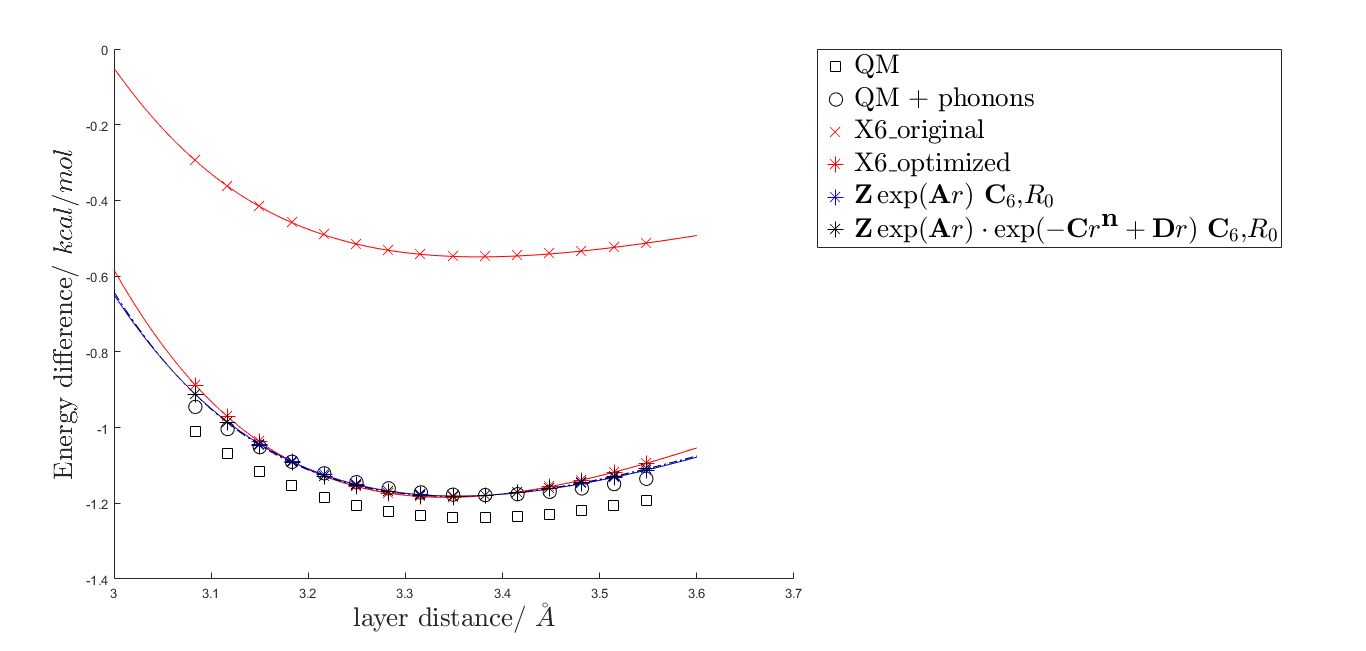 0
-0.2
-0.4
-0.6
-0.8
-1
-1.2
-1.4
3 3.1 3.2 3.3 3.4 3.5 3.6 3.7
Energy difference/ kcal/mol
layer distance/ Å
QM
QM + phonons
X6_original
X6_optimized
Z exp(Ar) C₆,R₀
Z exp(Ar) · exp(−Crⁿ + Dr) C₆,R₀